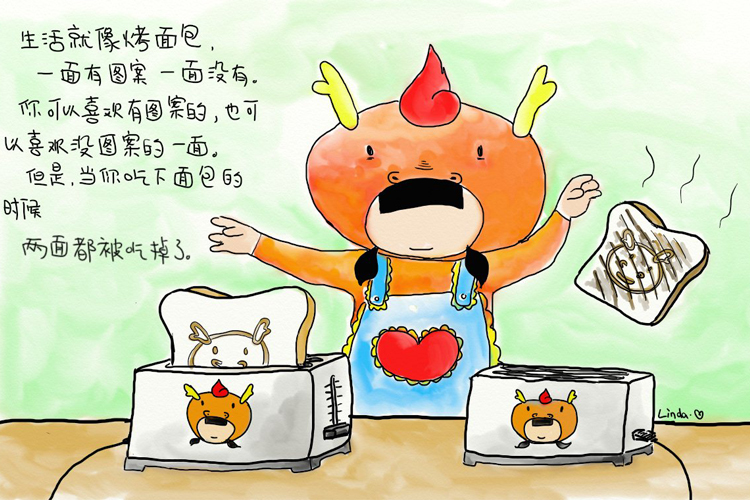 生活就像烤面包，
一面有图案 一面没有。
你可以喜欢有图案的，也可
以喜欢没图案的一面。
但是，当你吃下面包的
时候
两面都被吃掉了。
Linda.